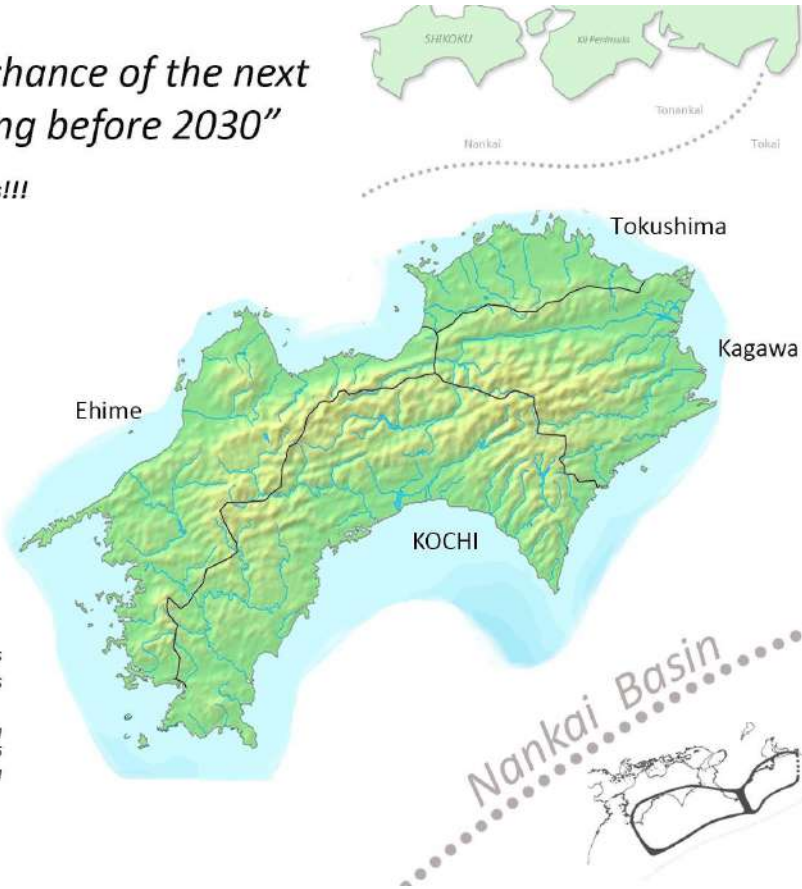 SHIKOKU
Kii Peninsula
chance of the next
ng before 2030”
Tonankai
Nankai
Tokai
!!!
Tokushima
Kagawa
Ehime
KOCHI
Nankai Basin